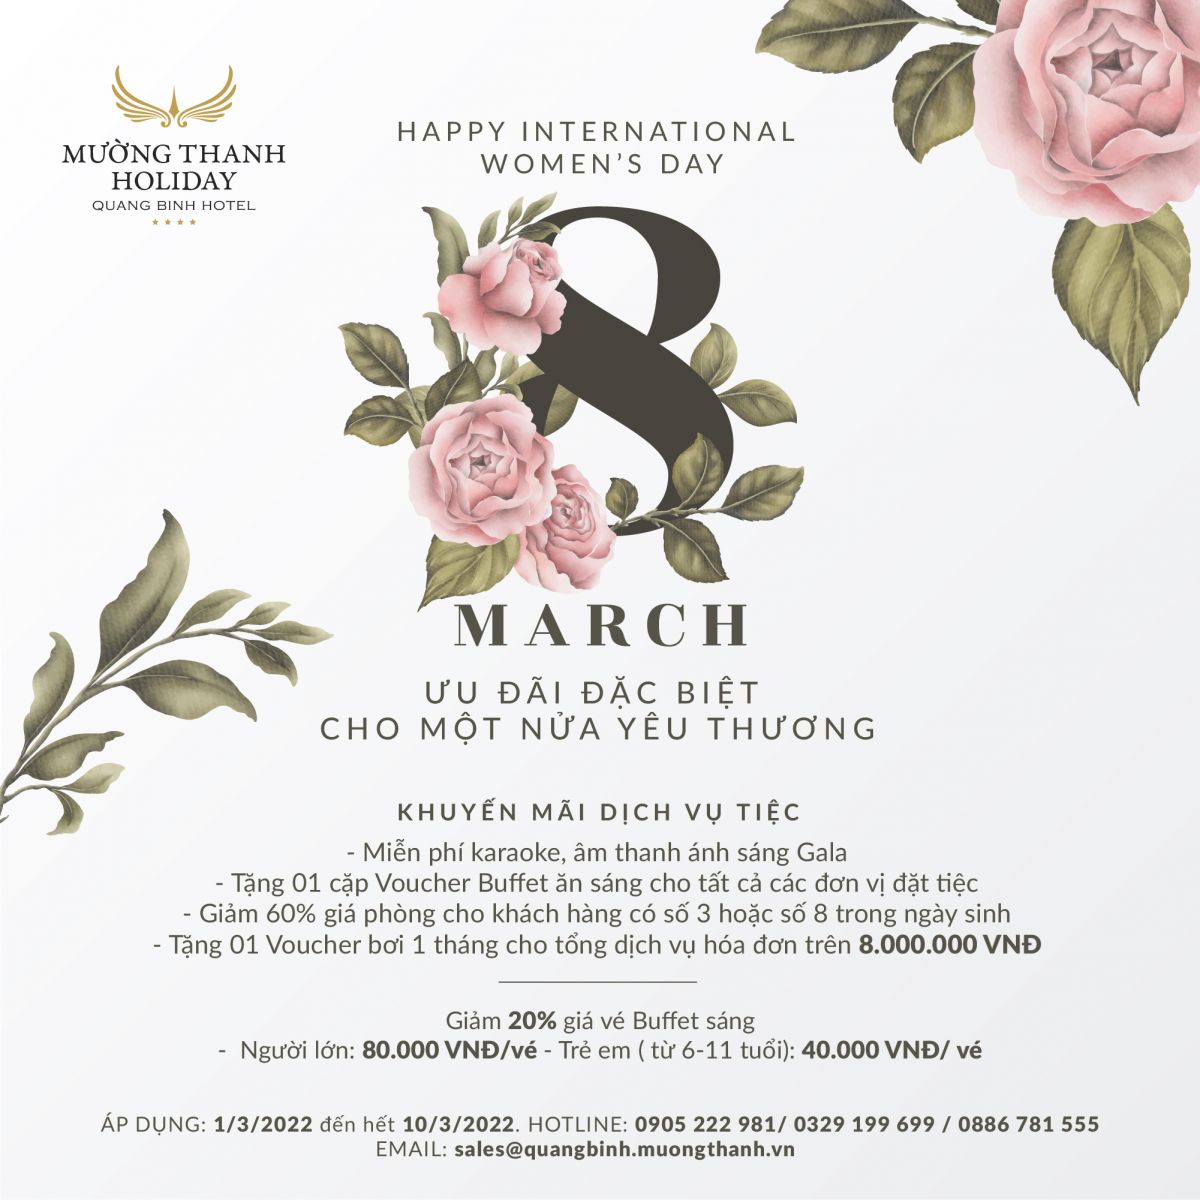 MƯỜNG THANH
HOLIDAY
QUANG BINH HOTEL
HAPPY INTERNATIONAL
WOMEN'S DAY
8
MARCH
ƯU ĐÃI ĐẶC BIỆT
CHO MỘT NỬA YÊU THƯƠNG
KHUYẾN MÃI DỊCH VỤ TIỆC
- Miễn phí karaoke, âm thanh ánh sáng Gala
- Tặng 01 cặp Voucher Buffet ăn sáng cho tất cả các đơn vị đặt tiệc
- Giảm 60% giá phòng cho khách hàng có số 3 hoặc số 8 trong ngày sinh
- Tặng 01 Voucher bơi 1 tháng cho tổng dịch vụ hóa đơn trên 8.000.000 VNĐ
Giảm 20% giá vé Buffet sáng
- Người lớn: 80.000 VNĐ/vé - Trẻ em ( từ 6-11 tuổi): 40.000 VNĐ/ vé
ÁP DỤNG: 1/3/2022 đến hết 10/3/2022. HOTLINE: 0905 222 981/ 0329 199 699 / 0886 781 555
EMAIL: sales@quangbinh.muongthanh.vn